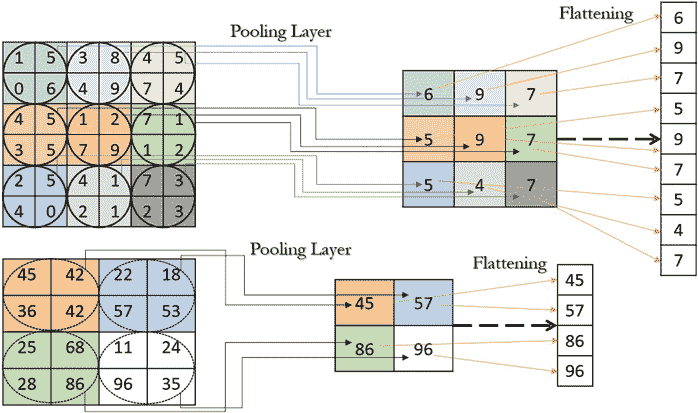 Pooling Layer
Flattening
1 5 3 8 4 5
0 6 4 9 7 4
4 5 1 2 7 1
3 5 7 9 1 2
2 5 4 1 7 3
4 0 2 1 2 3
6 9 7
5 9 7
5 4 7
6
9
7
5
9
7
5
4
7
Pooling Layer
Flattening
45 42 22 18
36 42 57 53
25 68 11 24
28 86 96 35
45 57
86 96
45
57
86
96